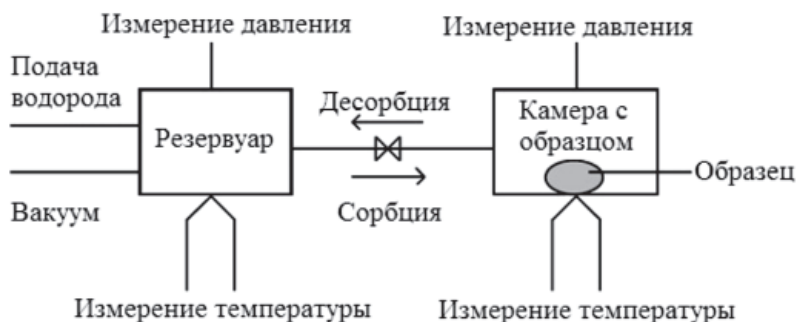 Измерение давления
Измерение давления
Подача
водорода
Резервуар
Десорбция
Камера с
образцом
Образец
Вакуум
Сорбция
Измерение температуры
Измерение температуры